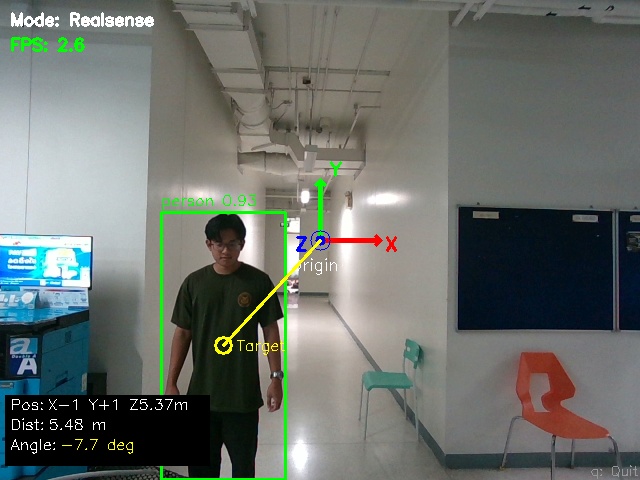 Mode: Realsense
FPS: 2.6
person 0.93
Y
Z
X
Origin
Target
Double A
A
Pos: X-1 Y+1 Z5.37m
Dist: 5.48 m
Angle: -7.7 deg
q: Quit